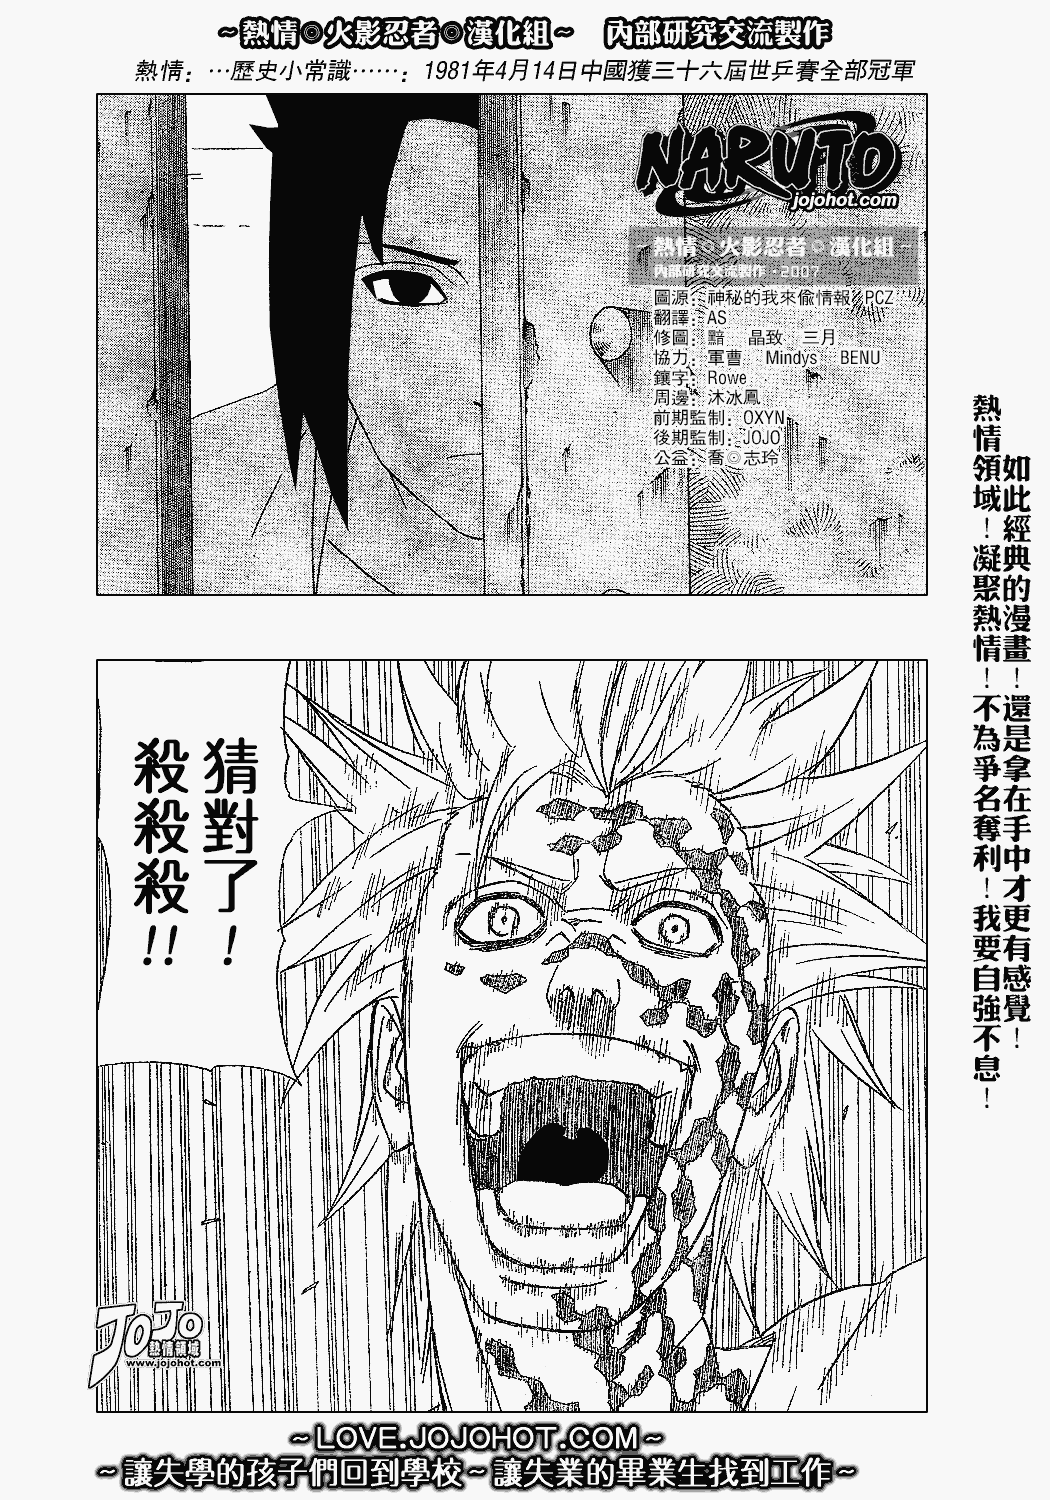 ~熱情◎火影忍者◎漢化組~ 內部研究交流製作
熱情：…歷史小常識……：1981年4月14日中國獲三十六屆世乒賽全部冠軍
NARUTO
jojohot.com
~熱情◎火影忍者◎漢化組~
內部研究交流製作·2007
圖源：神秘的我來偷情報、PCZ
翻譯：AS
修圖：黯 晶致 三月
協力：軍曹 Mindys BENU
鑲字：Rowe
周邊：沐冰鳳
前期監制：OXYN
後期監制：JOJO
公益：喬◎志玲
如此經典的漫畫！還是拿在手中才更有感覺！
熱情領域！凝聚熱情！不為爭名奪利！我要自強不息！
猜對了！
殺殺殺!!
JOJO
熱情領域
www.jojohot.com
~LOVE.JOJOHOT.COM~
~讓失學的孩子們回到學校~讓失業的畢業生找到工作~